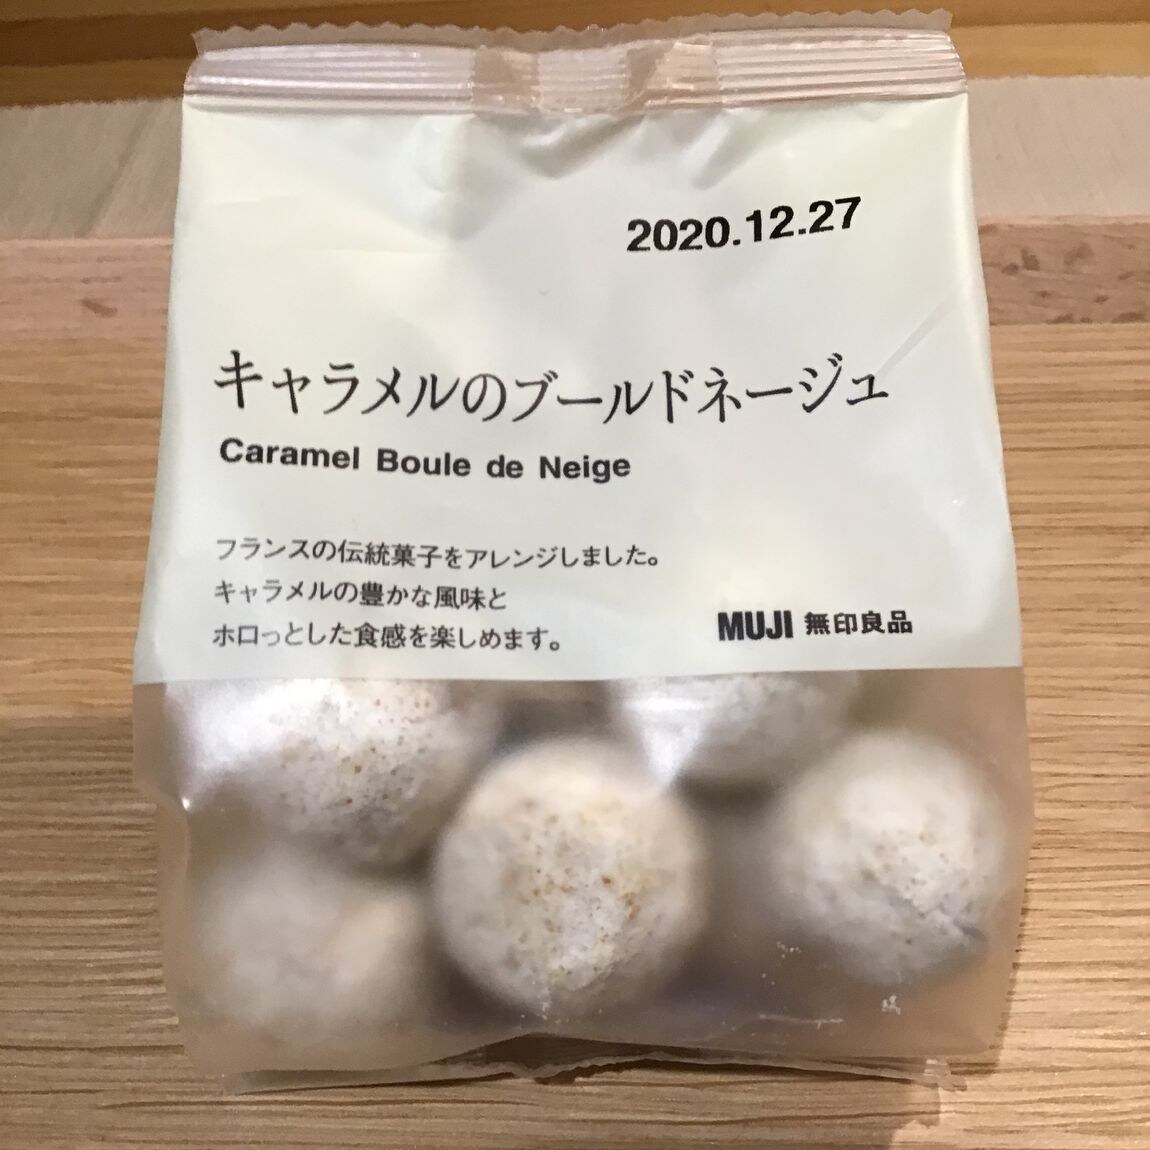 2020.12.27
キャラメルのブールドネージュ
Caramel Boule de Neige
フランスの伝統菓子をアレンジしました。
キャラメルの豊かな風味と
ホロっとした食感を楽しめます。
MUJI 無印良品